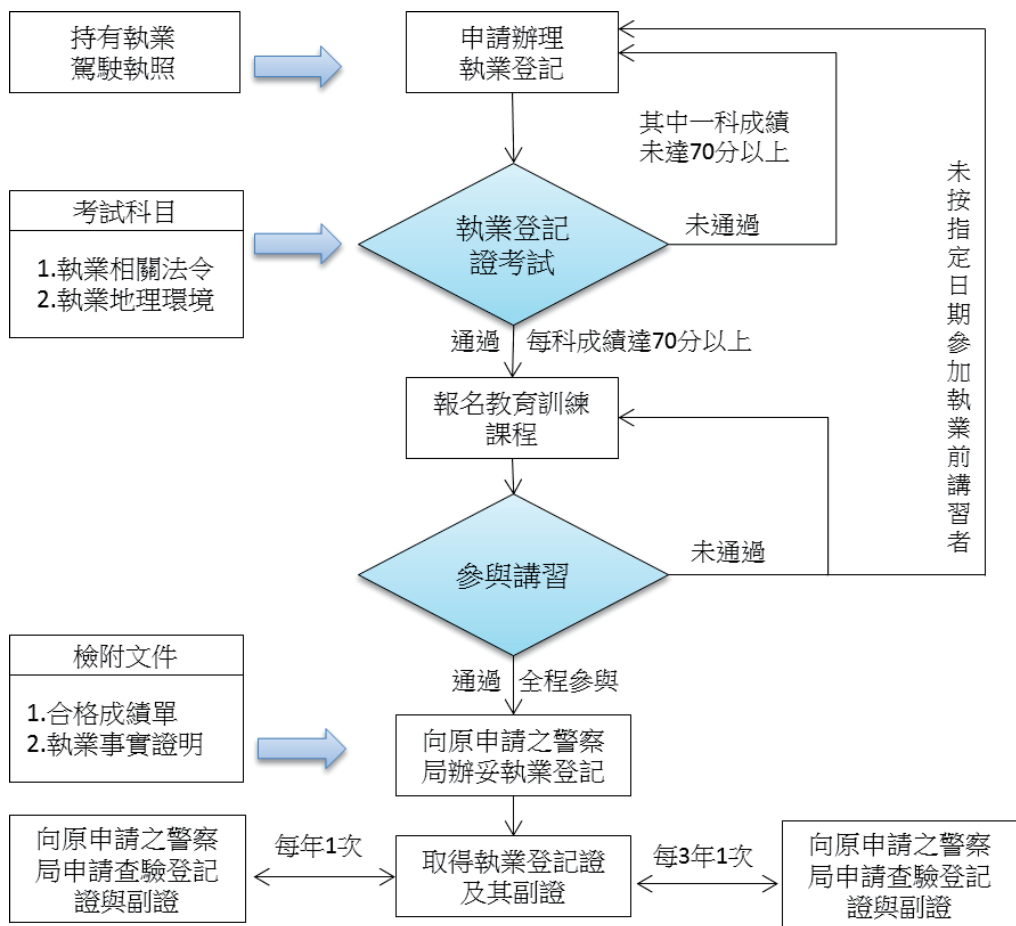 持有執業
駕駛執照
申請辦理
執業登記
其中一科成績
未達70分以上
未按指定日期參加執業前講習者
考試科目
1.執業相關法令
2.執業地理環境
執業登記
證考試
未通過
通過
每科成績達70分以上
報名教育訓練
課程
參與講習
未通過
檢附文件
1.合格成績單
2.執業事實證明
通過
全程參與
向原申請之警察
局辦妥執業登記
向原申請之警察
局申請查驗登記
證與副證
每年1次
取得執業登記證
及其副證
每3年1次
向原申請之警察
局申請查驗登記
證與副證